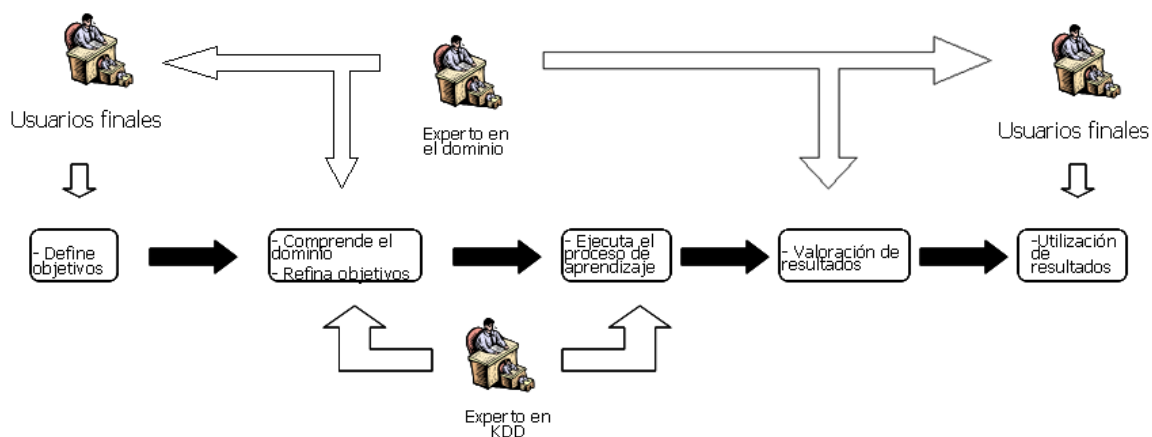 Usuarios finales
Experto en
el dominio
Usuarios finales
- Define
objetivos
- Comprende el
dominio
- Refina objetivos
- Ejecuta el
proceso de
aprendizaje
- Valoración de
resultados
-Utilización
de
resultados
Experto en
KDD